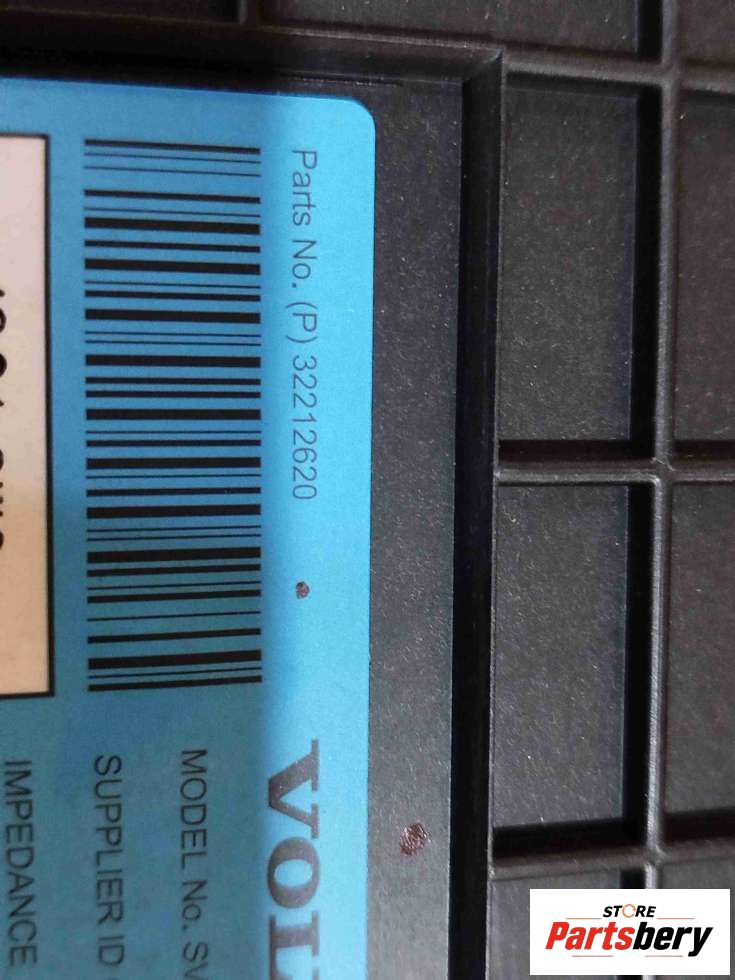 Parts No. (P) 32212620
VOL
MODEL No. SV
SUPPLIER ID
IMPEDANCE
STORE
Partsbery